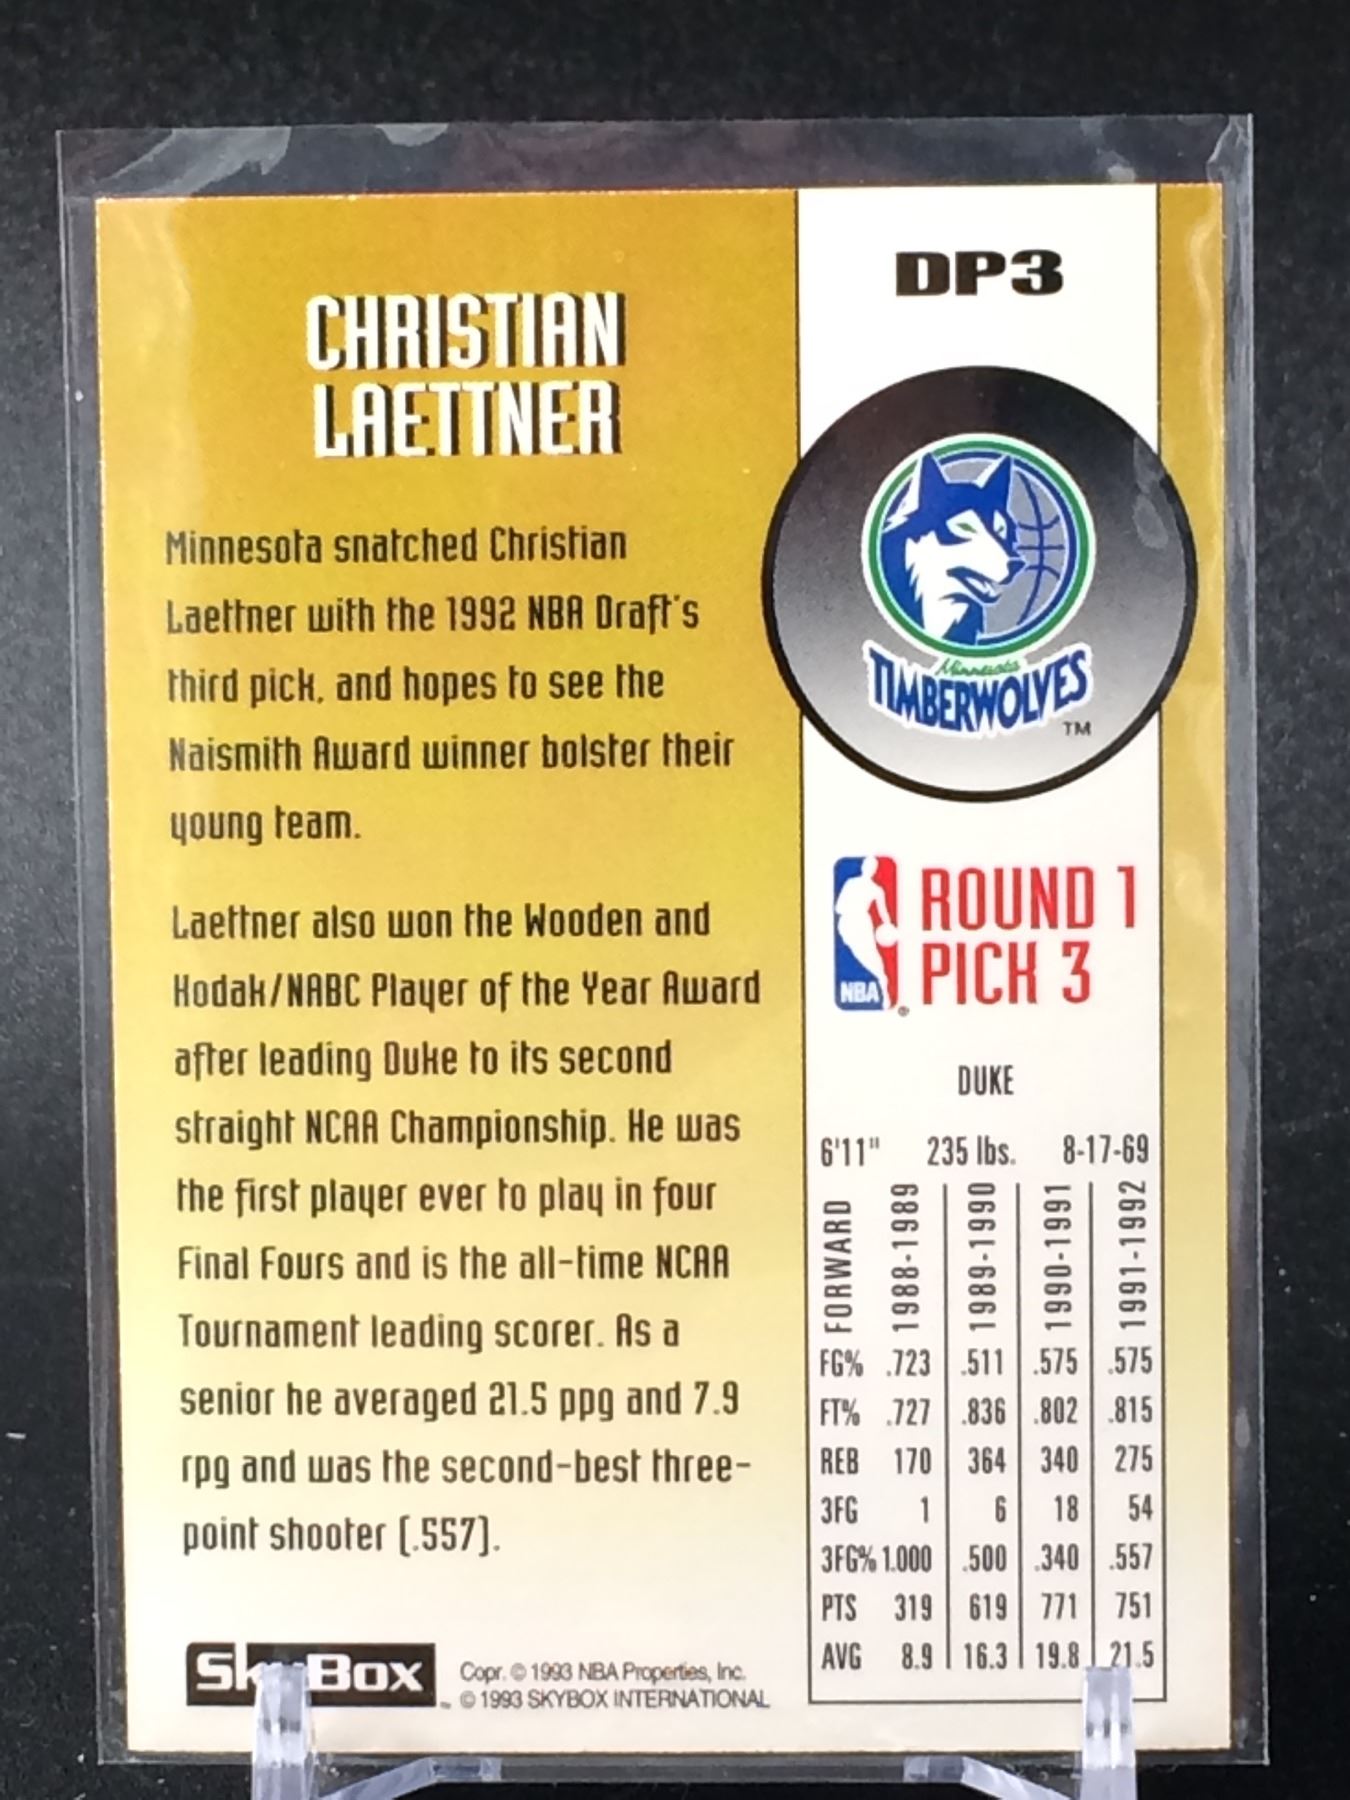 DP3
CHRISTIAN
LAETTNER
Minnesota snatched Christian
Laettner with the 1992 NBA Draft's
third pick, and hopes to see the
Naismith Award winner bolster their
young team.
Laettner also won the Wooden and
Kodak/NABC Player of the Year Award
after leading Duke to its second
straight NCAA Championship. He was
the first player ever to play in four
Final Fours and is the all-time NCAA
Tournament leading scorer. As a
senior he averaged 21.5 ppg and 7.9
rpg and was the second-best three-
point shooter (.557).
SkyBox
Copr. © 1993 NBA Properties, Inc.
© 1993 SKYBOX INTERNATIONAL
Minnesota
TIMBERWOLVES
TM
NBA
ROUND 1
PICK 3
DUKE
6'11" 235 lbs. 8-17-69
FORWARD 1988-1989 1989-1990 1990-1991 1991-1992
FG% .723 .511 .575 .575
FT% .727 .836 .802 .815
REB 170 364 340 275
3FG 1 6 18 54
3FG% 1.000 .500 .340 .557
PTS 319 619 771 751
AVG 8.9 16.3 19.8 21.5